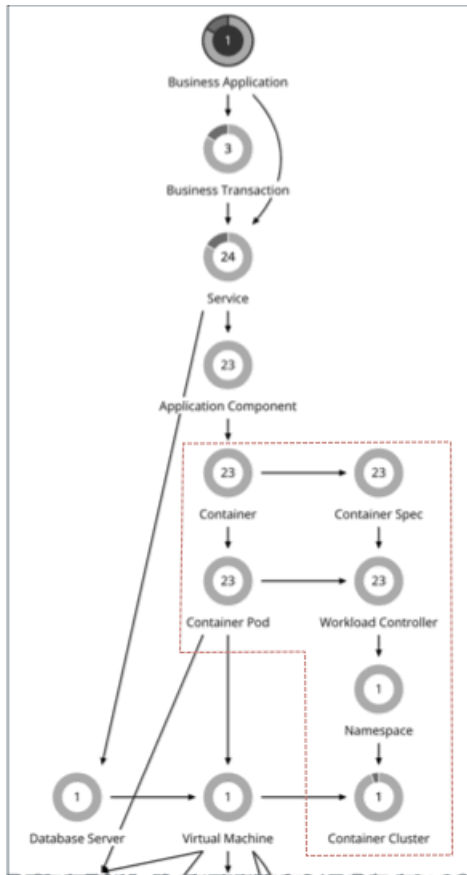 1
Business Application
3
Business Transaction
24
Service
23
Application Component
23 23
Container Container Spec
23 23
Container Pod Workload Controller
1
Namespace
1 1 1
Database Server Virtual Machine Container Cluster